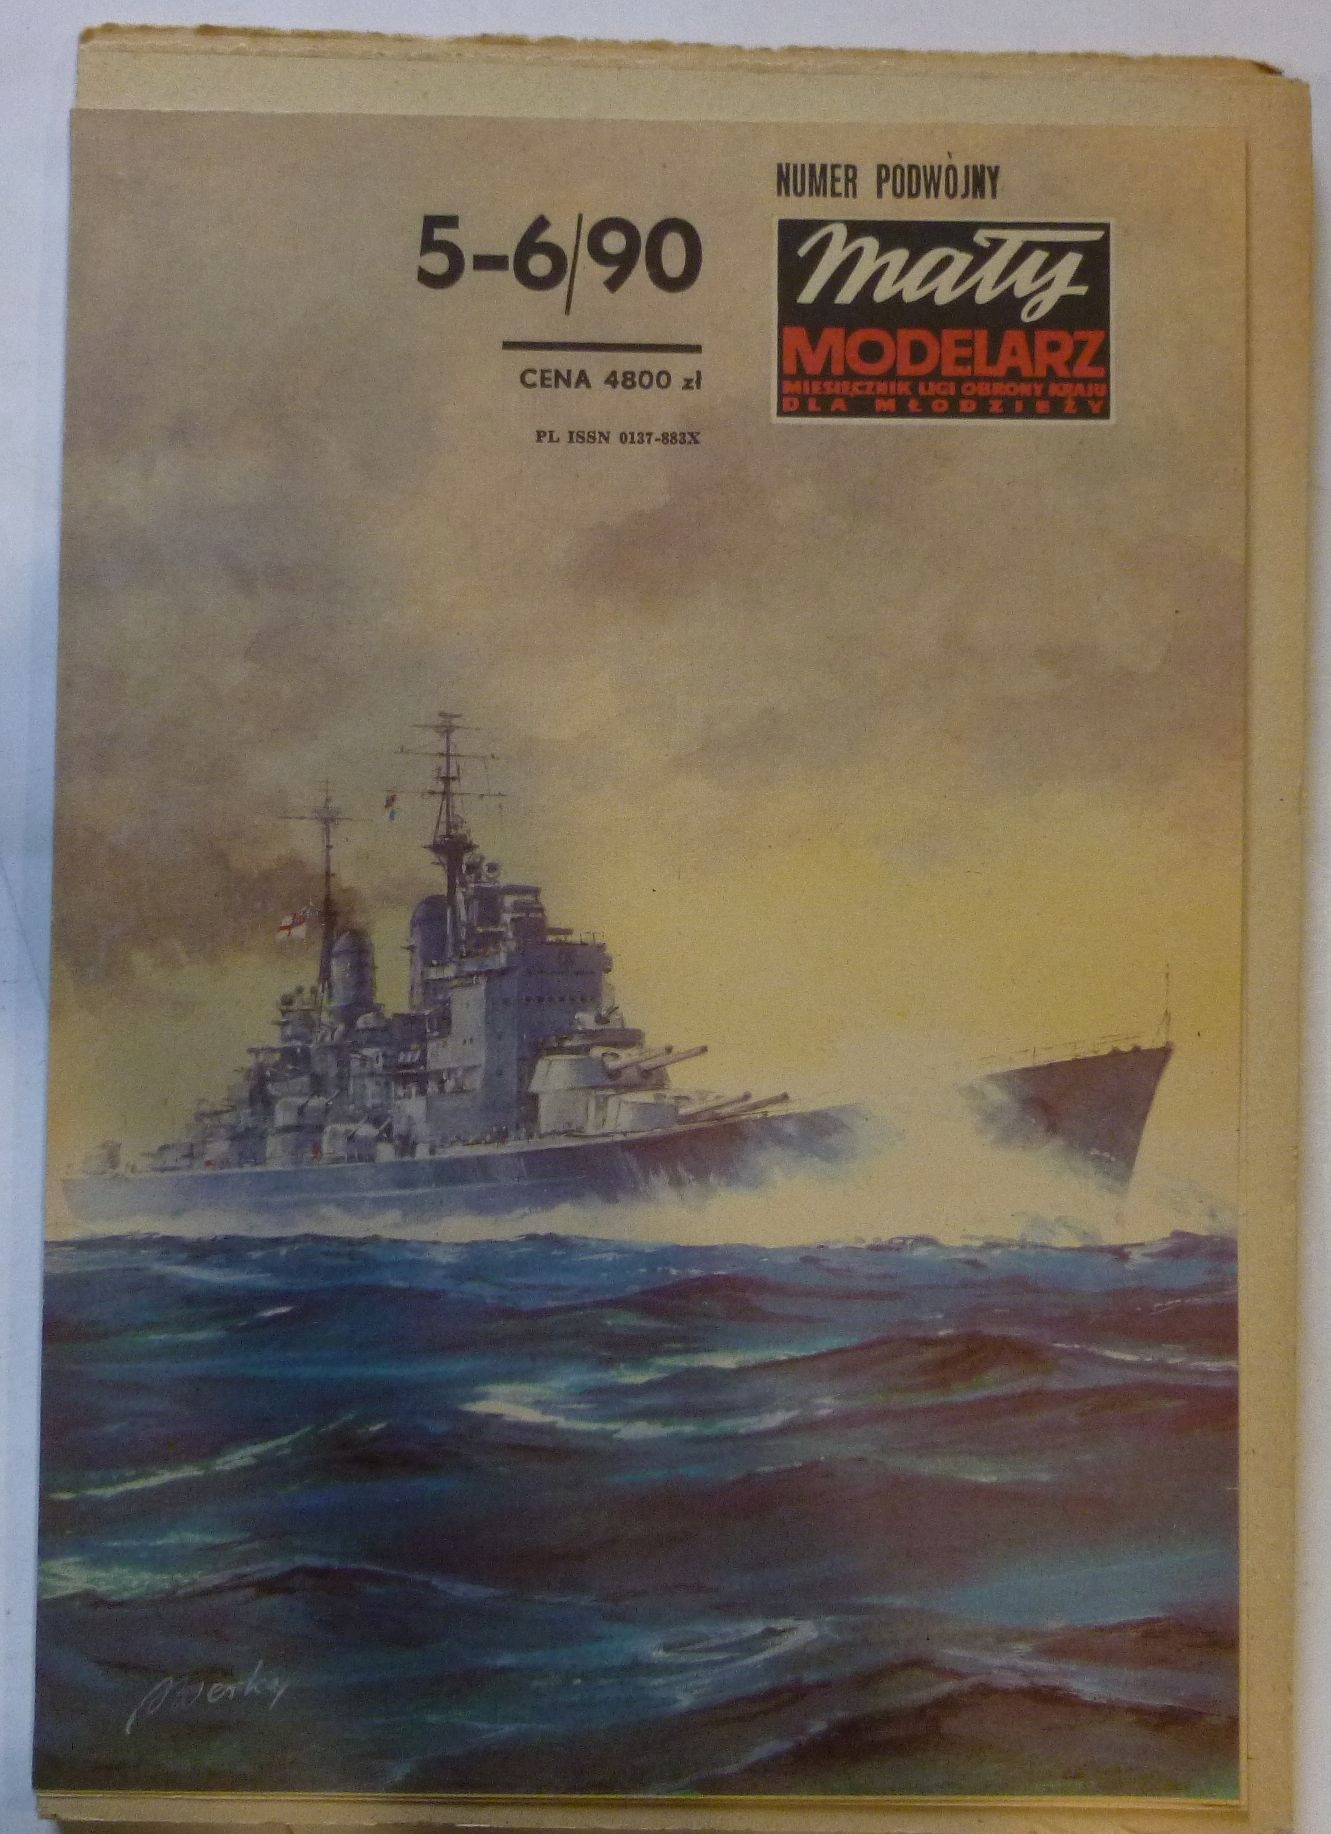 NUMER PODWÓJNY
5-6/90
Mały
MODELARZ
MIESIĘCZNIK LIGI OBRONY KRAJU
DLA MŁODZIEŻY
CENA 4800 zł
PL ISSN 0137-883X